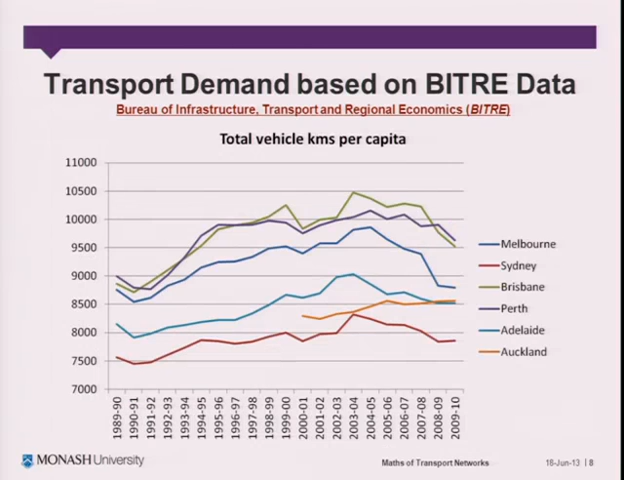 Transport Demand based on BITRE Data
Bureau of Infrastructure, Transport and Regional Economics (BITRE)
Total vehicle kms per capita
11000
10500
10000
9500
9000
8500
8000
7500
7000
Melbourne
Sydney
Brisbane
Perth
Adelaide
Auckland
1989-90
1990-91
1991-92
1992-93
1993-94
1994-95
1995-96
1996-97
1997-98
1998-99
1999-00
2000-01
2001-02
2002-03
2003-04
2004-05
2005-06
2006-07
2007-08
2008-09
2009-10
MONASH University
Maths of Transport Networks
16-Jun-13 | 8